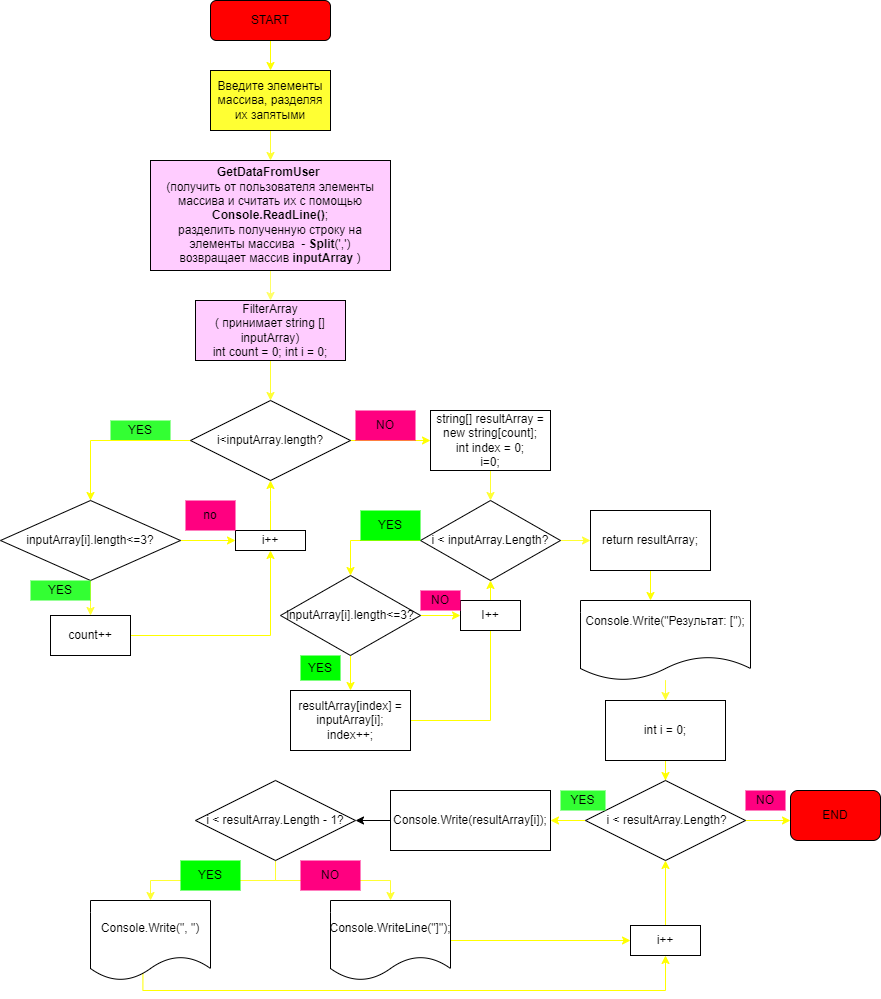 START
Введите элементы
массива, разделяя
их запятыми
GetDataFromUser
(получить от пользователя элементы
массива и считать их с помощью
Console.ReadLine();
разделить полученную строку на
элементы массива - Split(',')
возвращает массив inputArray )
FilterArray
( принимает string []
inputArray)
int count = 0; int i = 0;
YES
i<inputArray.length?
NO
string[] resultArray =
new string[count];
int index = 0;
i=0;
inputArray[i].length<=3?
no
i++
YES
i < inputArray.Length?
return resultArray;
YES
count++
inputArray[i].length<=3?
NO
I++
Console.Write("Результат: [");
YES
resultArray[index] =
inputArray[i];
index++;
int i = 0;
i < resultArray.Length - 1?
Console.Write(resultArray[i]);
YES
i < resultArray.Length?
NO
END
YES
NO
Console.Write(", ")
Console.WriteLine("]");
i++